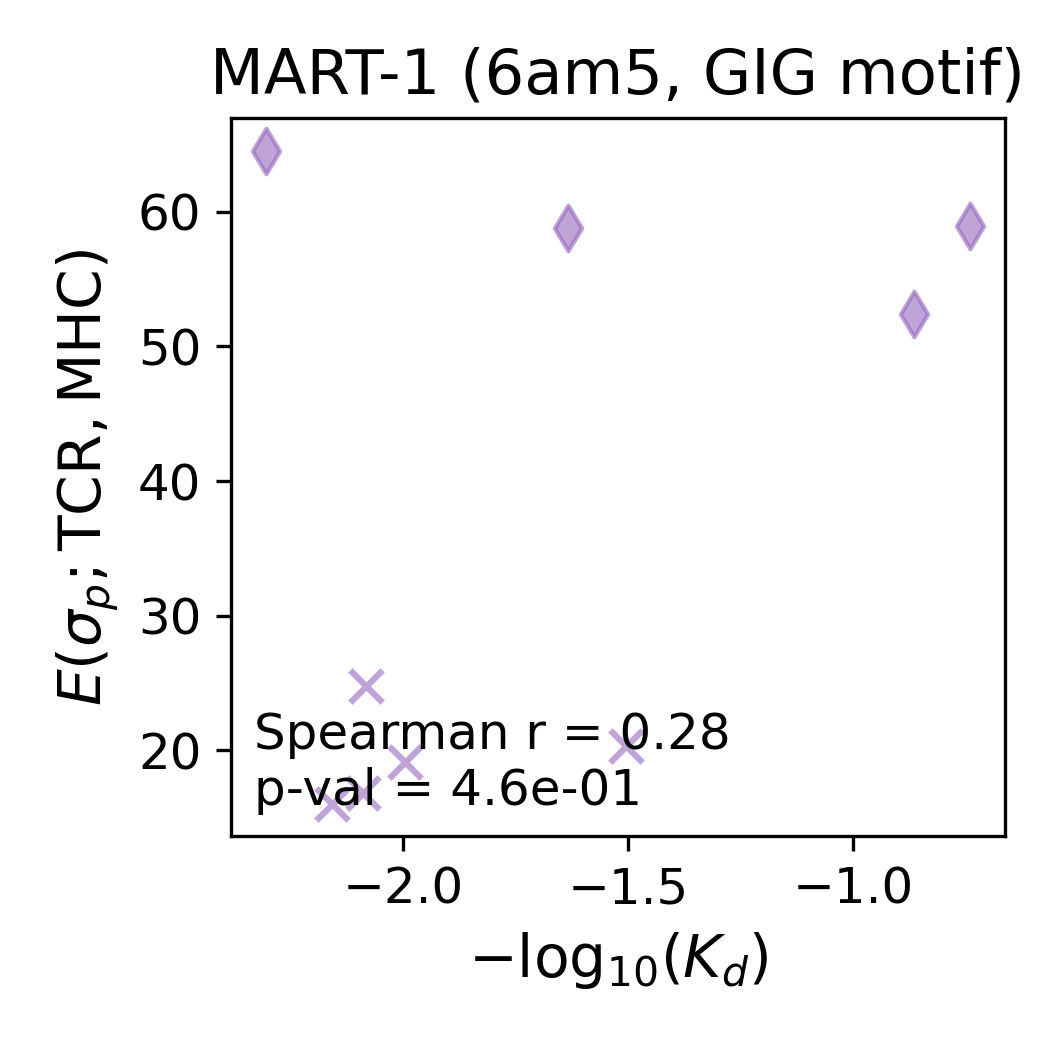 MART-1 (6am5, GIG motif)
E(σₚ; TCR, MHC)
60
50
40
30
20
Spearman r = 0.28
p-val = 4.6e-01
−2.0 −1.5 −1.0
−log₁₀(K_d)